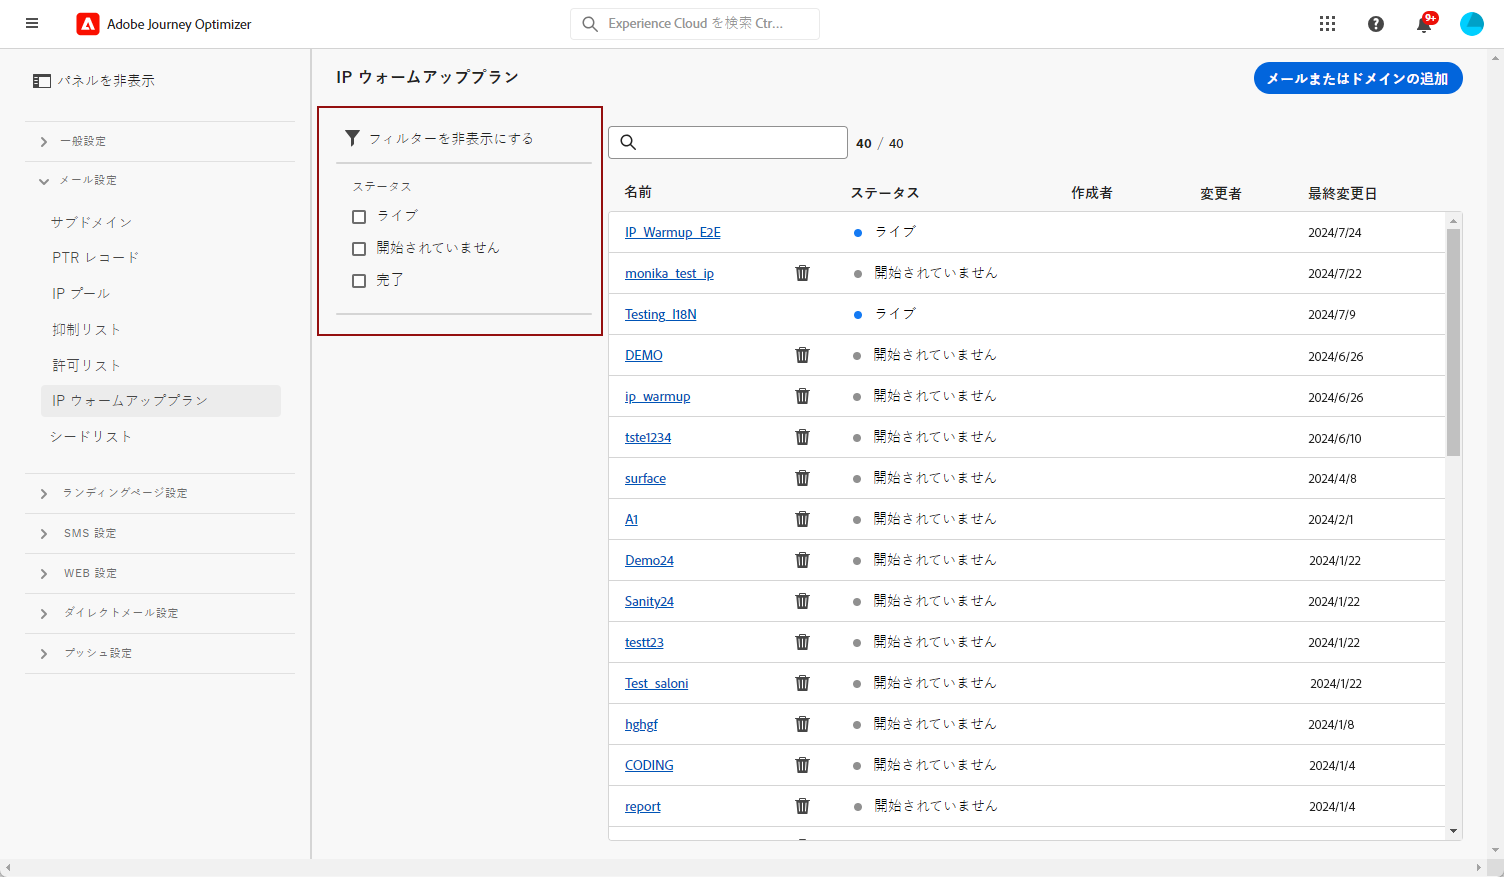 Adobe Journey Optimizer
Experience Cloud を検索 Ctr...
9+
パネルを非表示
一般設定
メール設定
サブドメイン
PTR レコード
IP プール
抑制リスト
許可リスト
IP ウォームアッププラン
シードリスト
ランディングページ設定
SMS 設定
WEB 設定
ダイレクトメール設定
プッシュ設定
IP ウォームアッププラン
メールまたはドメインの追加
フィルターを非表示にする
ステータス
ライブ
開始されていません
完了
40 / 40
名前 ステータス 作成者 変更者 最終変更日
IP_Warmup_E2E ライブ 2024/7/24
monika_test_ip 開始されていません 2024/7/22
Testing_I18N ライブ 2024/7/9
DEMO 開始されていません 2024/6/26
ip_warmup 開始されていません 2024/6/26
tste1234 開始されていません 2024/6/10
surface 開始されていません 2024/4/8
A1 開始されていません 2024/2/1
Demo24 開始されていません 2024/1/22
Sanity24 開始されていません 2024/1/22
testt23 開始されていません 2024/1/22
Test_saloni 開始されていません 2024/1/22
hghgf 開始されていません 2024/1/8
CODING 開始されていません 2024/1/4
report 開始されていません 2024/1/4